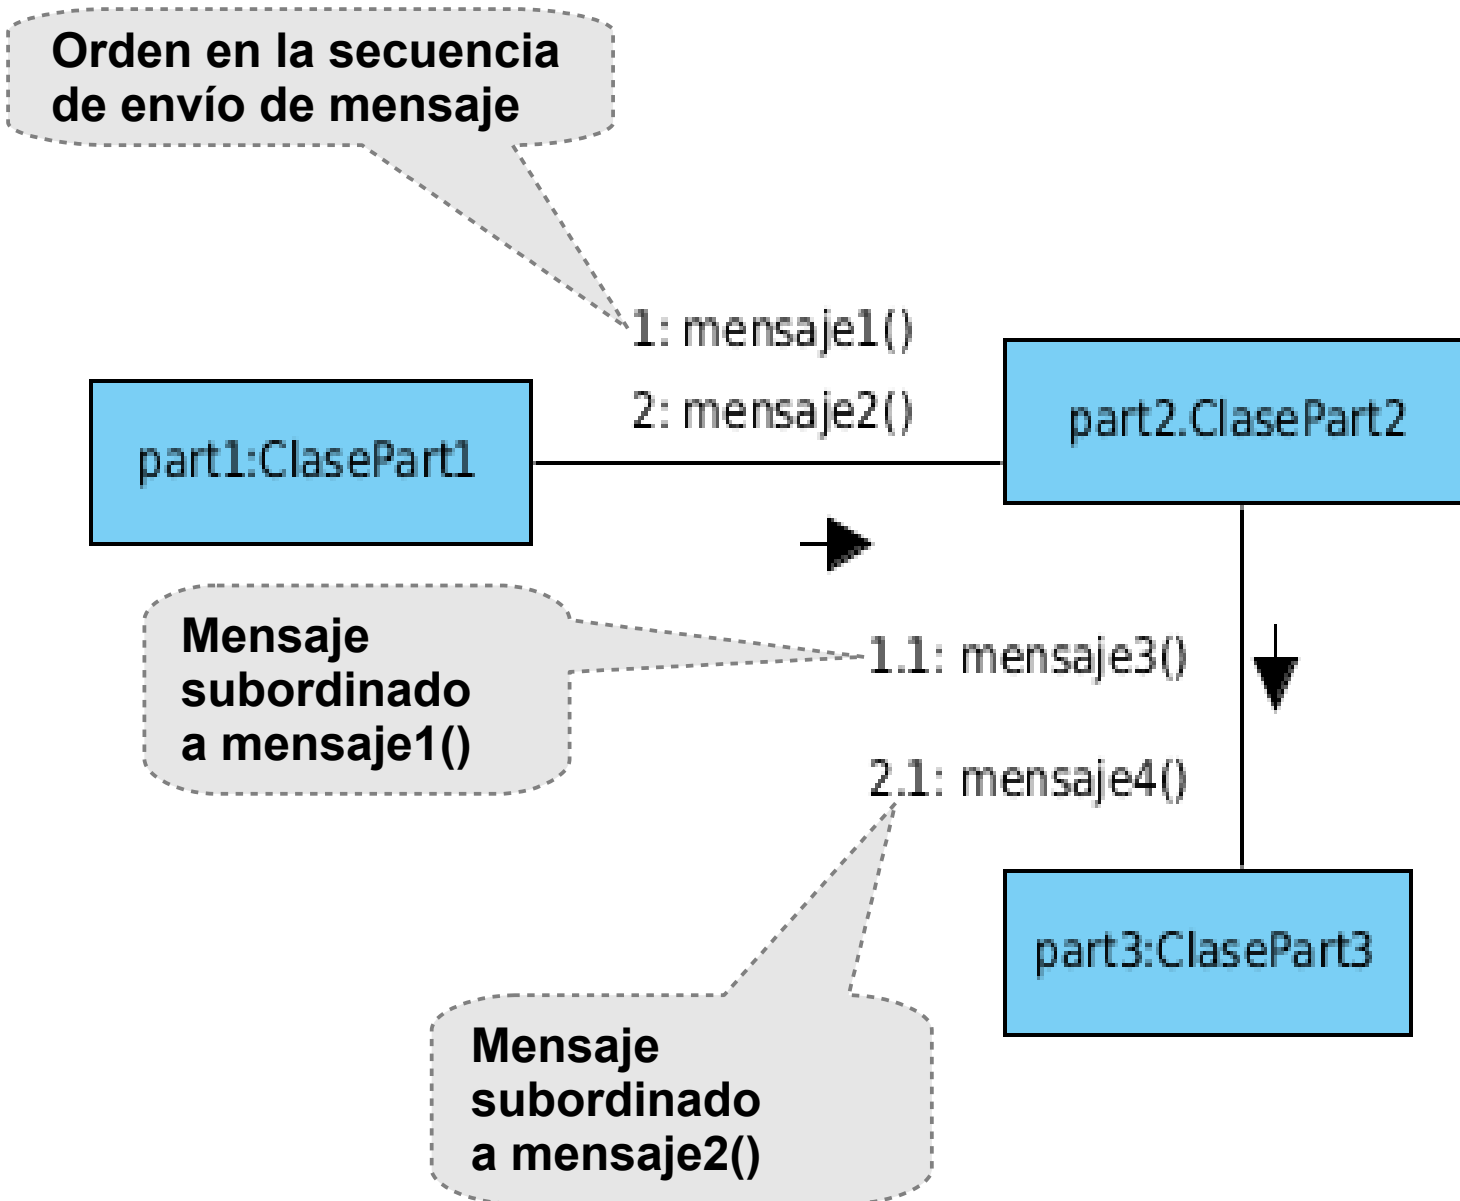 Orden en la secuencia
de envío de mensaje
1: mensaje1()
2: mensaje2()
part1:ClasePart1
part2.ClasePart2
Mensaje
subordinado
a mensaje1()
1.1: mensaje3()
2.1: mensaje4()
part3:ClasePart3
Mensaje
subordinado
a mensaje2()